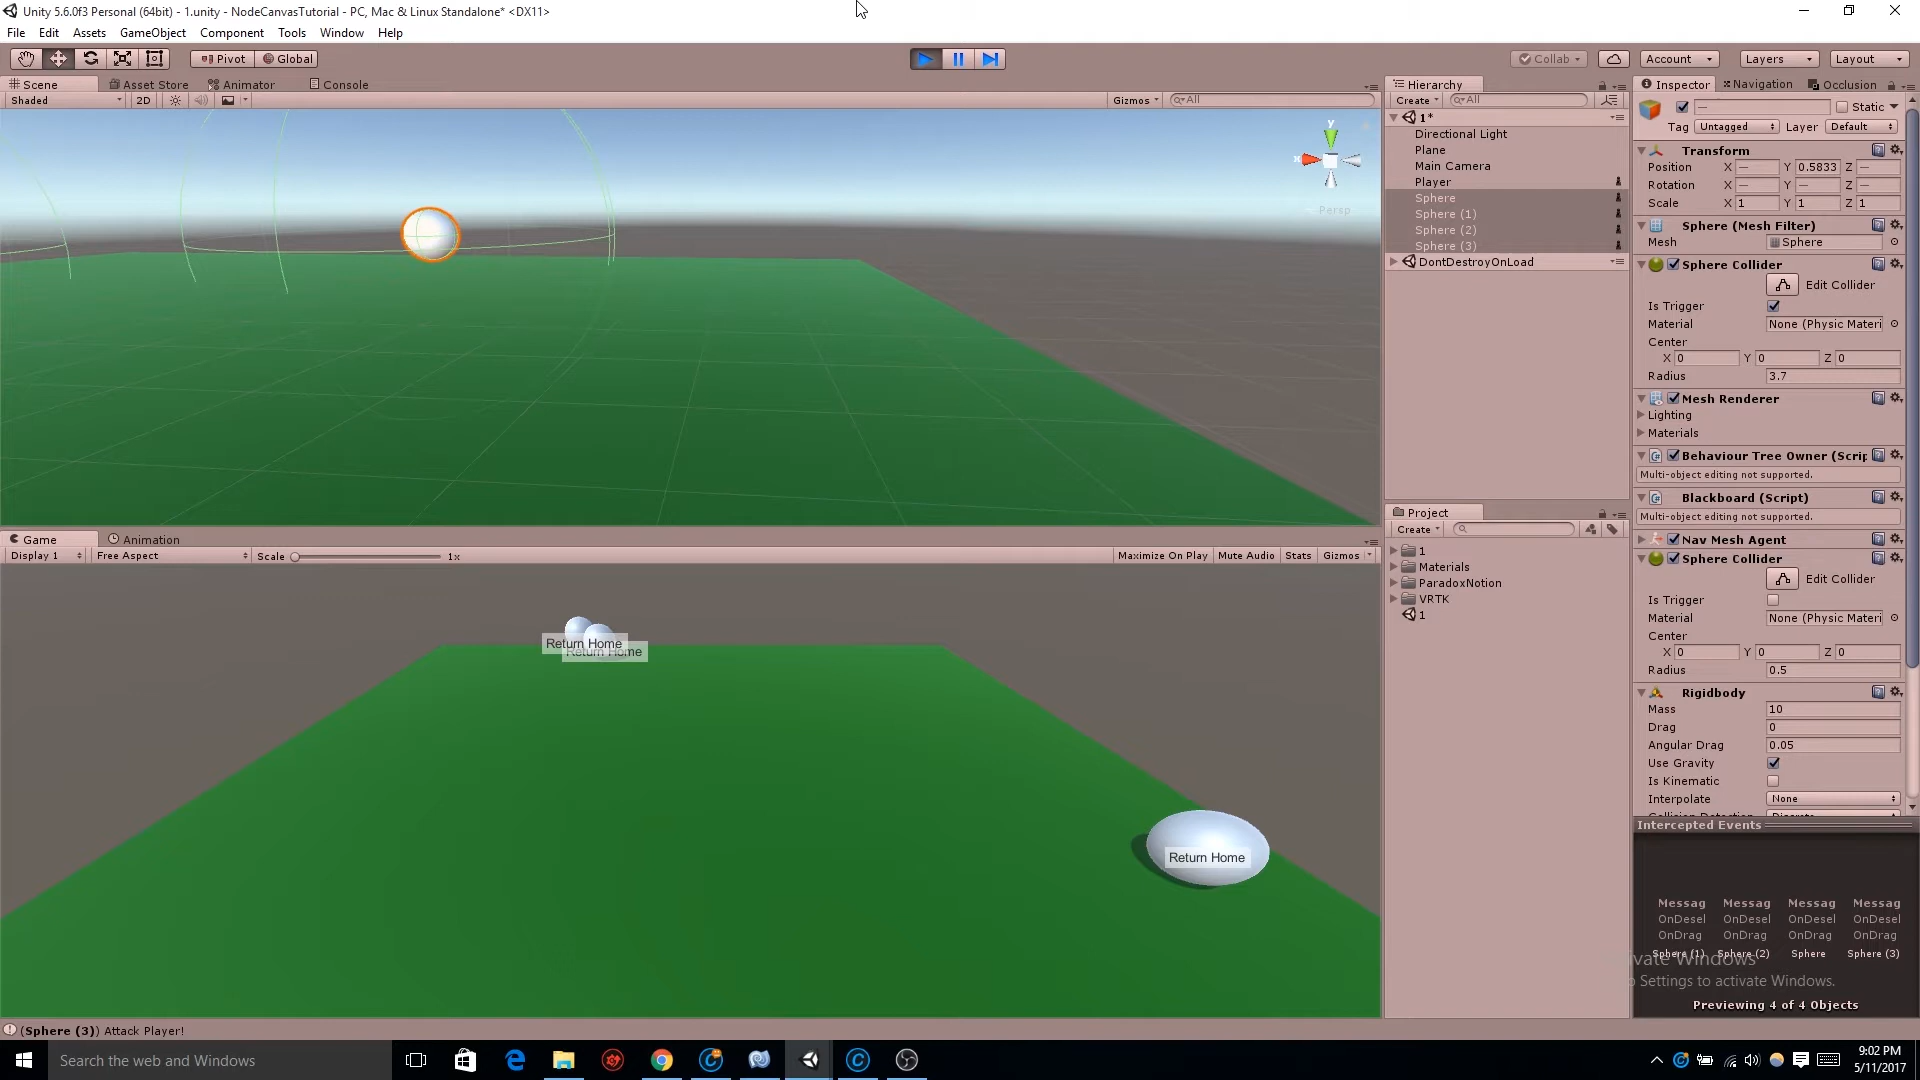 Unity 5.6.0f3 Personal (64bit) - 1.unity - NodeCanvasTutorial - PC, Mac & Linux Standalone* <DX11>
File Edit Assets GameObject Component Tools Window Help
Pivot Global
Collab Account Layers Layout
Scene Asset Store Animator Console
Shaded 2D Gizmos All
y
x
Persp
Game Animation
Display 1 Free Aspect Scale 1x Maximize On Play Mute Audio Stats Gizmos
Return Home
Return Home
Return Home
Hierarchy
Create All
1*
Directional Light
Plane
Main Camera
Player
Sphere
Sphere (1)
Sphere (2)
Sphere (3)
DontDestroyOnLoad
Project
Create
1
Materials
ParadoxNotion
VRTK
1
Inspector Navigation Occlusion
— Static
Tag Untagged Layer Default
Transform
Position X — Y 0.5833 Z —
Rotation X — Y — Z —
Scale X 1 Y 1 Z 1
Sphere (Mesh Filter)
Mesh Sphere
Sphere Collider
Edit Collider
Is Trigger
Material None (Physic Materi
Center
X 0 Y 0 Z 0
Radius 3.7
Mesh Renderer
Lighting
Materials
Behaviour Tree Owner (Scrip
Multi-object editing not supported.
Blackboard (Script)
Multi-object editing not supported.
Nav Mesh Agent
Sphere Collider
Edit Collider
Is Trigger
Material None (Physic Materi
Center
X 0 Y 0 Z 0
Radius 0.5
Rigidbody
Mass 10
Drag 0
Angular Drag 0.05
Use Gravity
Is Kinematic
Interpolate None
Intercepted Events
Messag Messag Messag Messag
OnDesel OnDesel OnDesel OnDesel
OnDrag OnDrag OnDrag OnDrag
Sphere (1) Sphere (2) Sphere Sphere (3)
Windows
Settings to activate Windows.
Previewing 4 of 4 Objects
(Sphere (3)) Attack Player!
Search the web and Windows
9:02 PM
5/11/2017